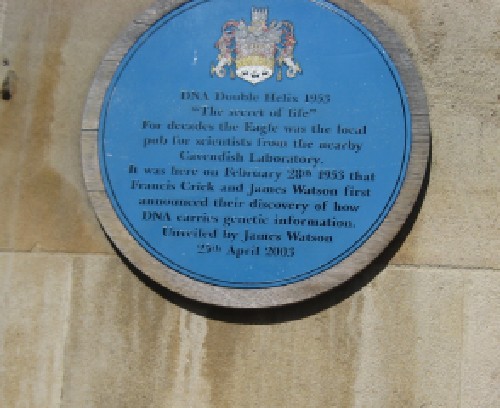 DNA Double Helix 1953
"The secret of life"
For decades the Eagle was the local
pub for scientists from the nearby
Cavendish Laboratory.
It was here on February 28th 1953 that
Francis Crick and James Watson first
announced their discovery of how
DNA carries genetic information.
Unveiled by James Watson
25th April 2003